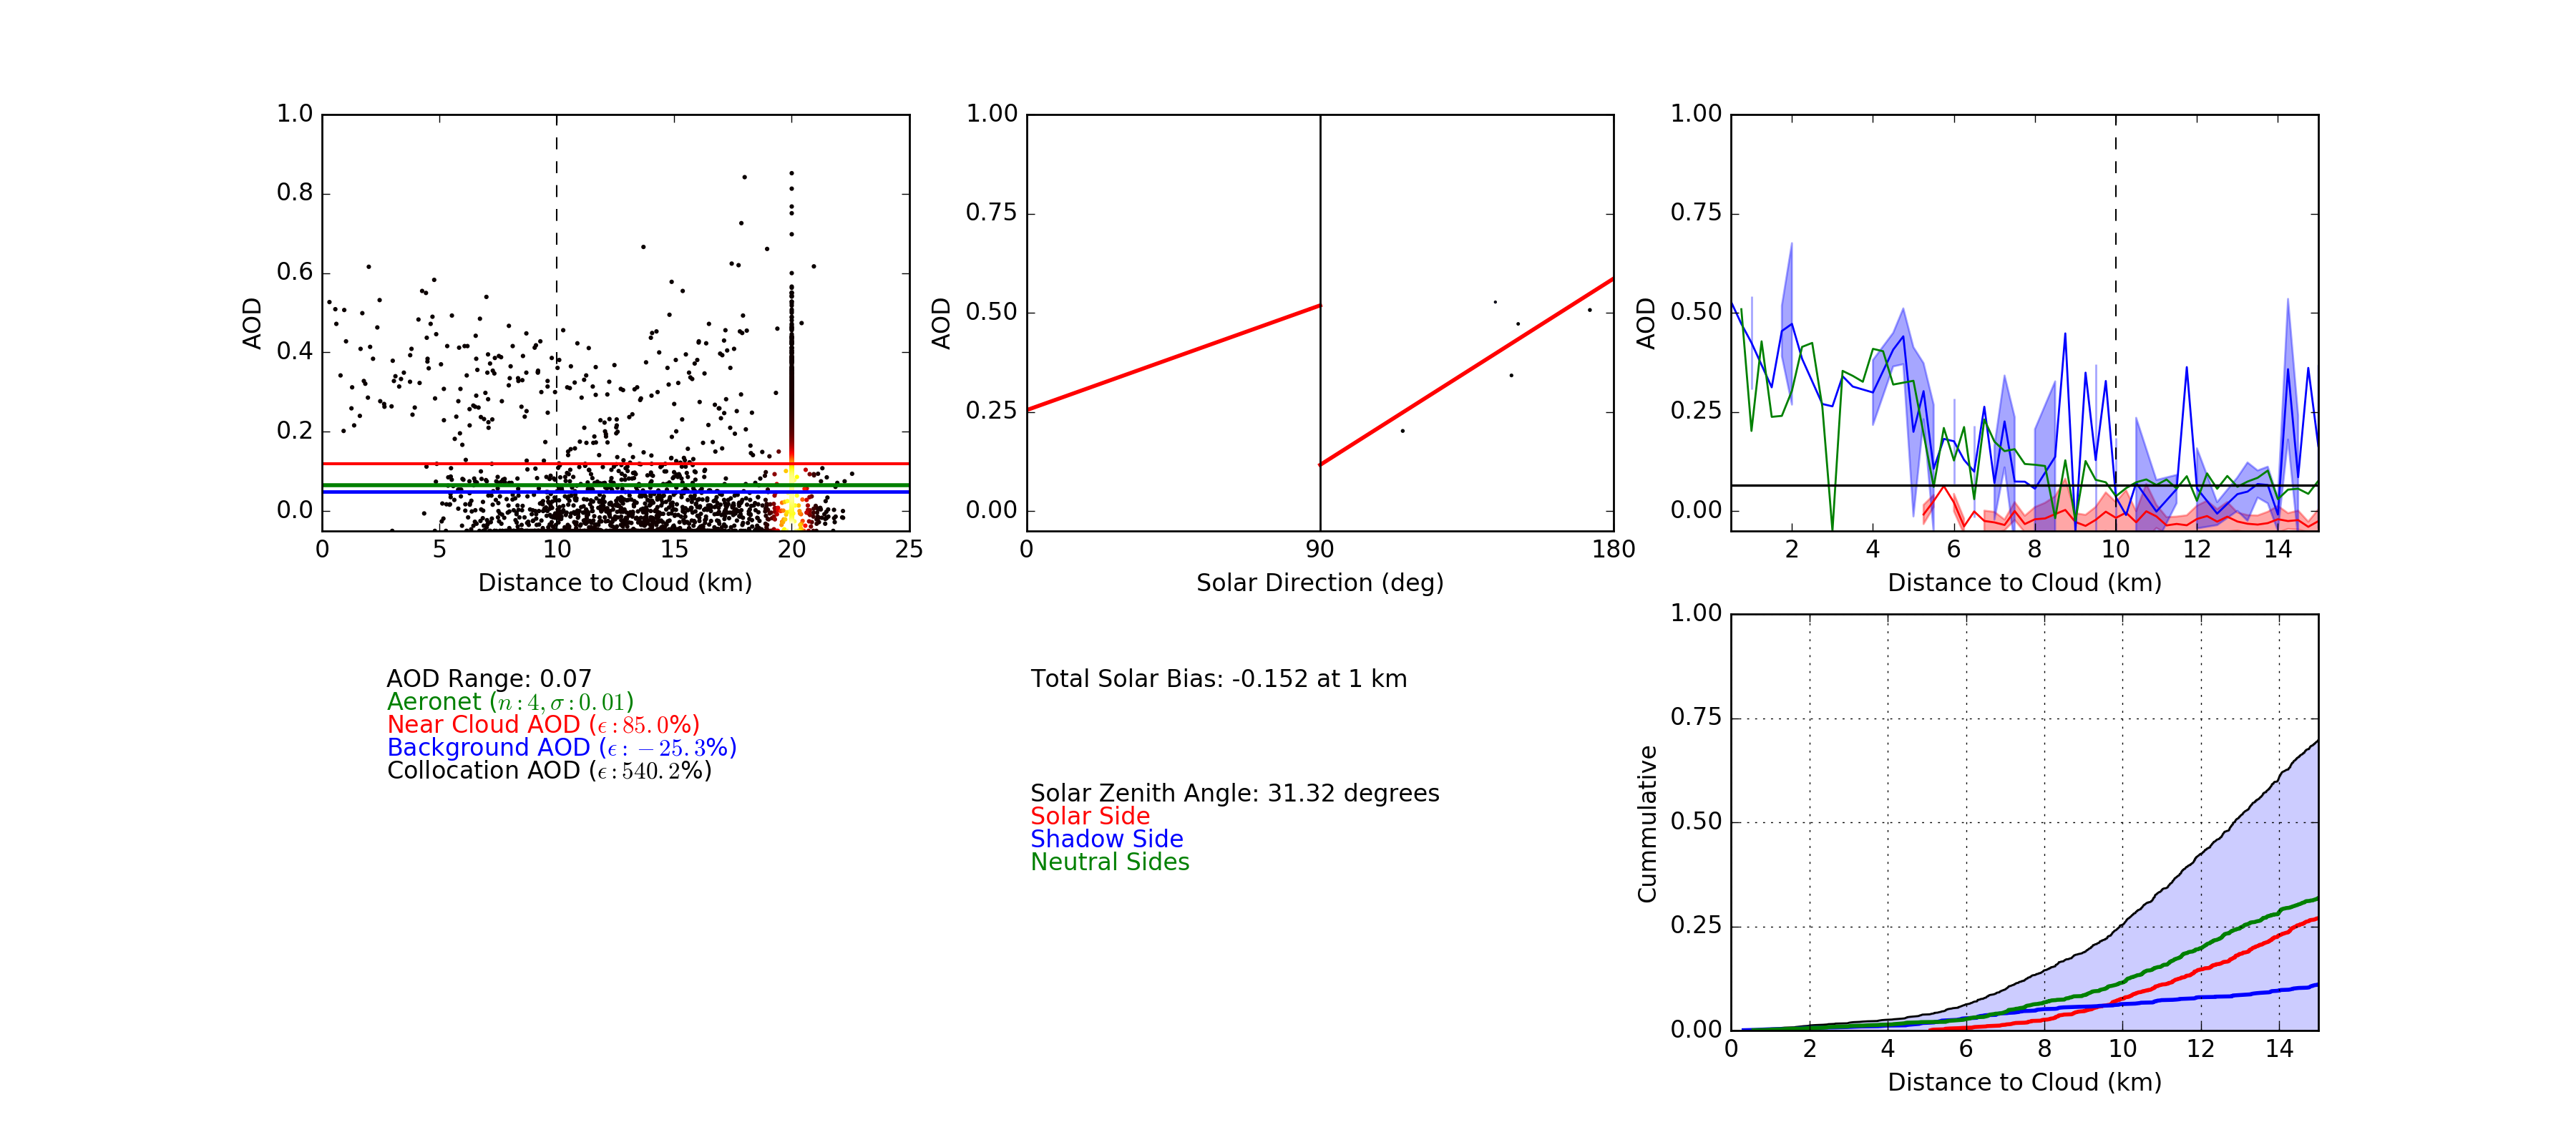 1.0
0.8
0.6
0.4
0.2
0.0
AOD
0 5 10 15 20 25
Distance to Cloud (km)
1.00
0.75
0.50
0.25
0.00
AOD
0 90 180
Solar Direction (deg)
1.00
0.75
0.50
0.25
0.00
AOD
2 4 6 8 10 12 14
Distance to Cloud (km)
AOD Range: 0.07
Aeronet (n : 4, σ : 0.01)
Near Cloud AOD (ϵ : 85.0%)
Background AOD (ϵ : −25.3%)
Collocation AOD (ϵ : 540.2%)
Total Solar Bias: -0.152 at 1 km
Solar Zenith Angle: 31.32 degrees
Solar Side
Shadow Side
Neutral Sides
1.00
0.75
0.50
0.25
0.00
Cummulative
0 2 4 6 8 10 12 14
Distance to Cloud (km)